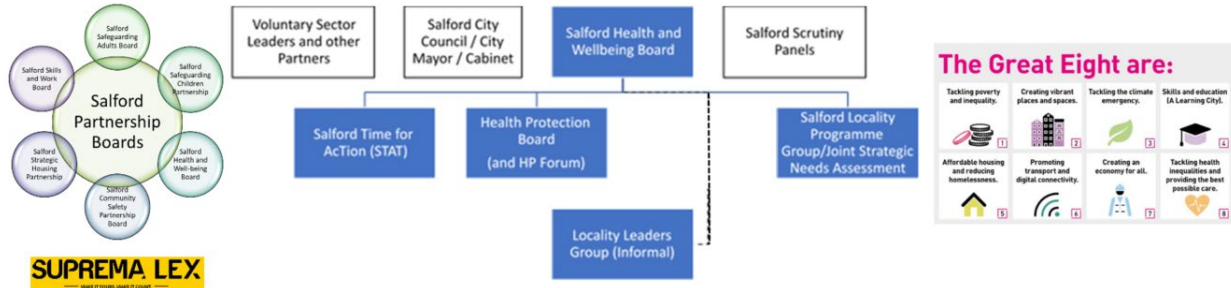 Salford
Safeguarding
Adults Board
Salford Skills
and Work
Board
Salford
Safeguarding
Children
Partnership
Salford
Partnership
Boards
Salford
Strategic
Housing
Partnership
Salford
Health and
Well-being
Board
Salford
Community
Safety
Partnership
Board
SUPREMA LEX
Voluntary Sector
Leaders and other
Partners
Salford City
Council / City
Mayor / Cabinet
Salford Health and
Wellbeing Board
Salford Scrutiny
Panels
Salford Time for
AcTion (STAT)
Health Protection
Board
(and HP Forum)
Salford Locality
Programme
Group/Joint Strategic
Needs Assessment
Locality Leaders
Group (Informal)
The Great Eight are:
Tackling poverty
and inequality.
1
Creating vibrant
places and spaces.
2
Tackling the climate
emergency.
3
Skills and education
(A Learning City).
4
Affordable housing
and reducing
homelessness.
5
Promoting
transport and
digital connectivity.
6
Creating an
economy for all.
7
Tackling health
inequalities and
providing the best
possible care.
8